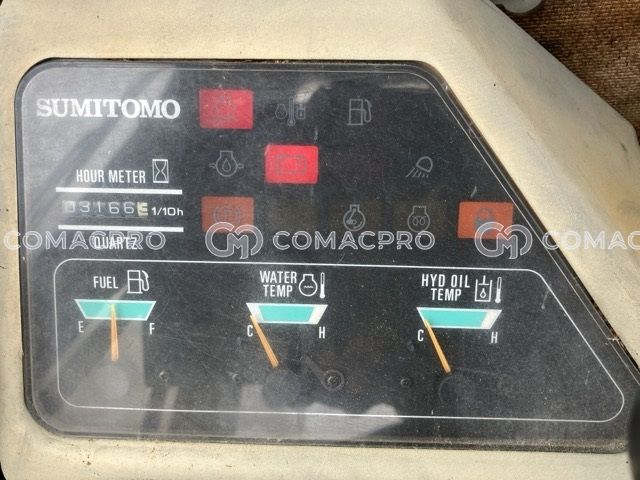 SUMITOMO
HOUR METER
03166 1/10h
QUARTZ
COMACPRO COMACPRO COMACPRO
FUEL
E F
WATER
TEMP
C H
HYD OIL
TEMP
C H